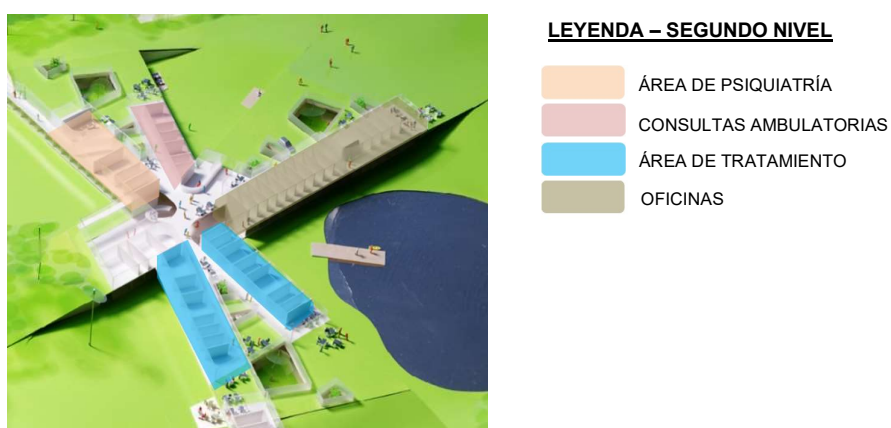 LEYENDA – SEGUNDO NIVEL
ÁREA DE PSIQUIATRÍA
CONSULTAS AMBULATORIAS
ÁREA DE TRATAMIENTO
OFICINAS